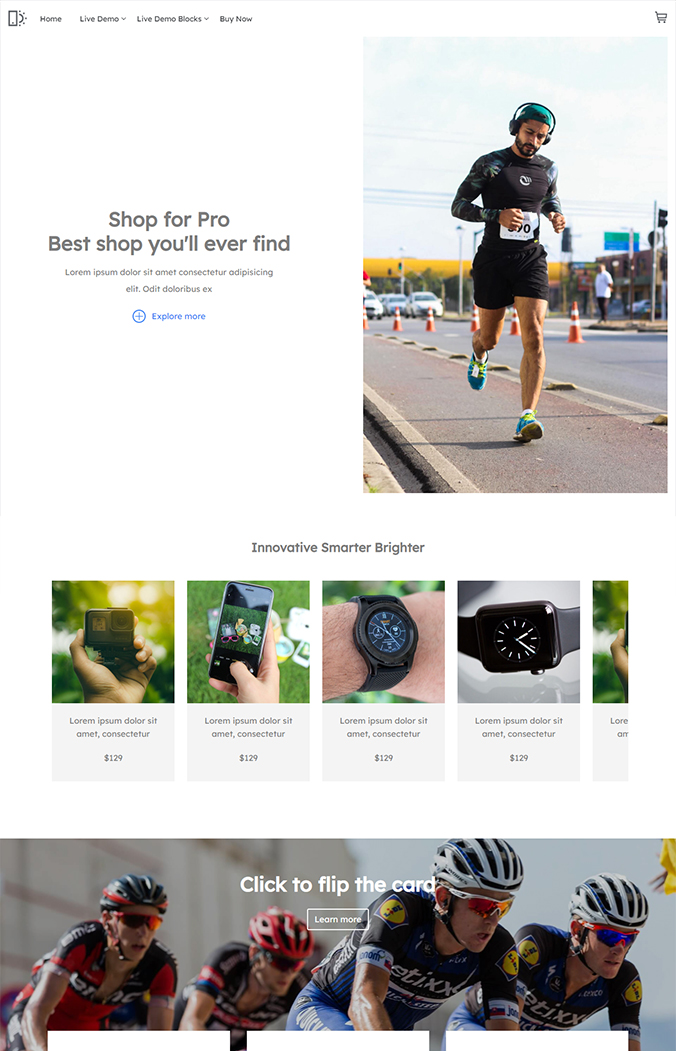 Home Live Demo Live Demo Blocks Buy Now
Shop for Pro
Best shop you'll ever find
Lorem ipsum dolor sit amet consectetur adipisicing
elit. Odit doloribus ex
Explore more
Innovative Smarter Brighter
Lorem ipsum dolor sit
amet, consectetur
$129
Lorem ipsum dolor sit
amet, consectetur
$129
Lorem ipsum dolor sit
amet, consectetur
$129
Lorem ipsum dolor sit
amet, consectetur
$129
Click to flip the card
Learn more
LIDL
LIDL
etixx